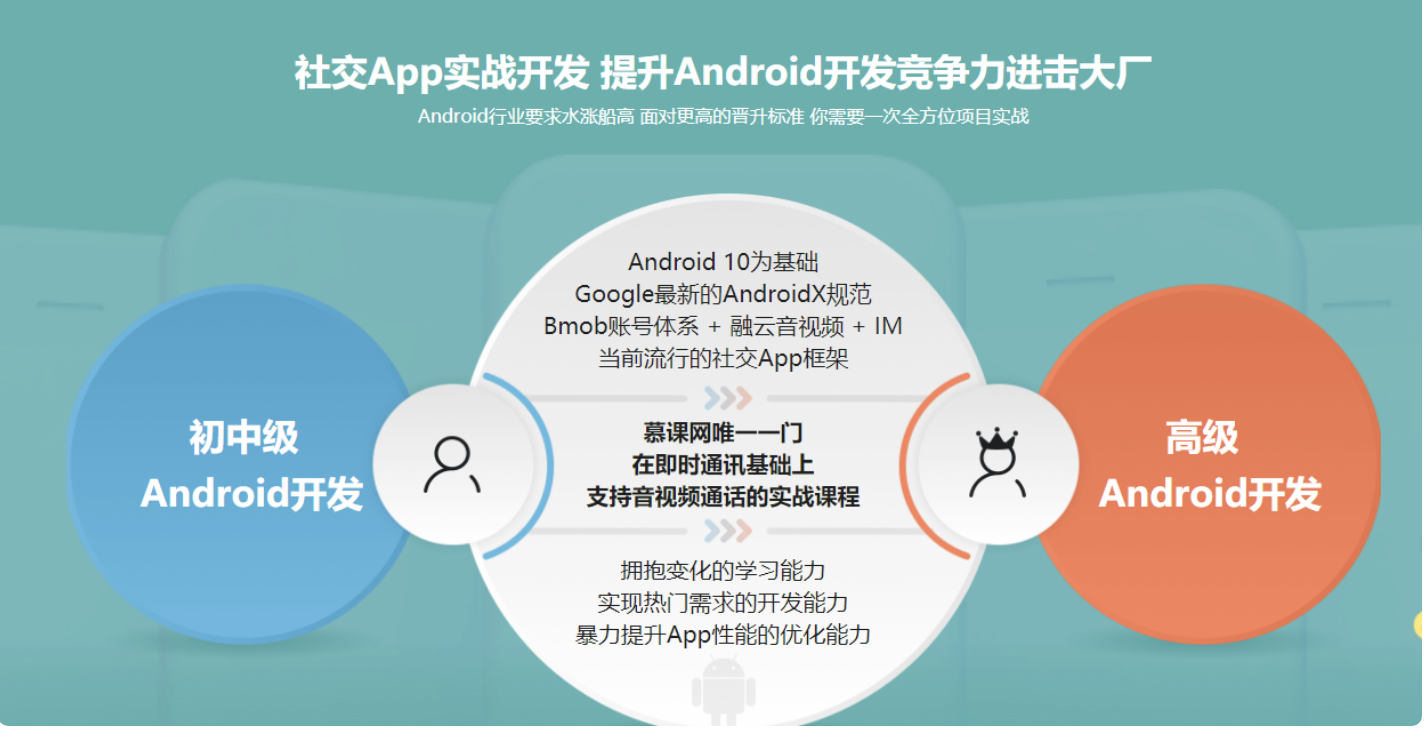 社交App实战开发 提升Android开发竞争力进击大厂
Android行业要求水涨船高 面对更高的晋升标准 你需要一次全方位项目实战
初中级
Android开发
Android 10为基础
Google最新的AndroidX规范
Bmob账号体系 + 融云音视频 + IM
当前流行的社交App框架
慕课网唯一一门
在即时通讯基础上
支持音视频通话的实战课程
拥抱变化的学习能力
实现热门需求的开发能力
暴力提升App性能的优化能力
高级
Android开发